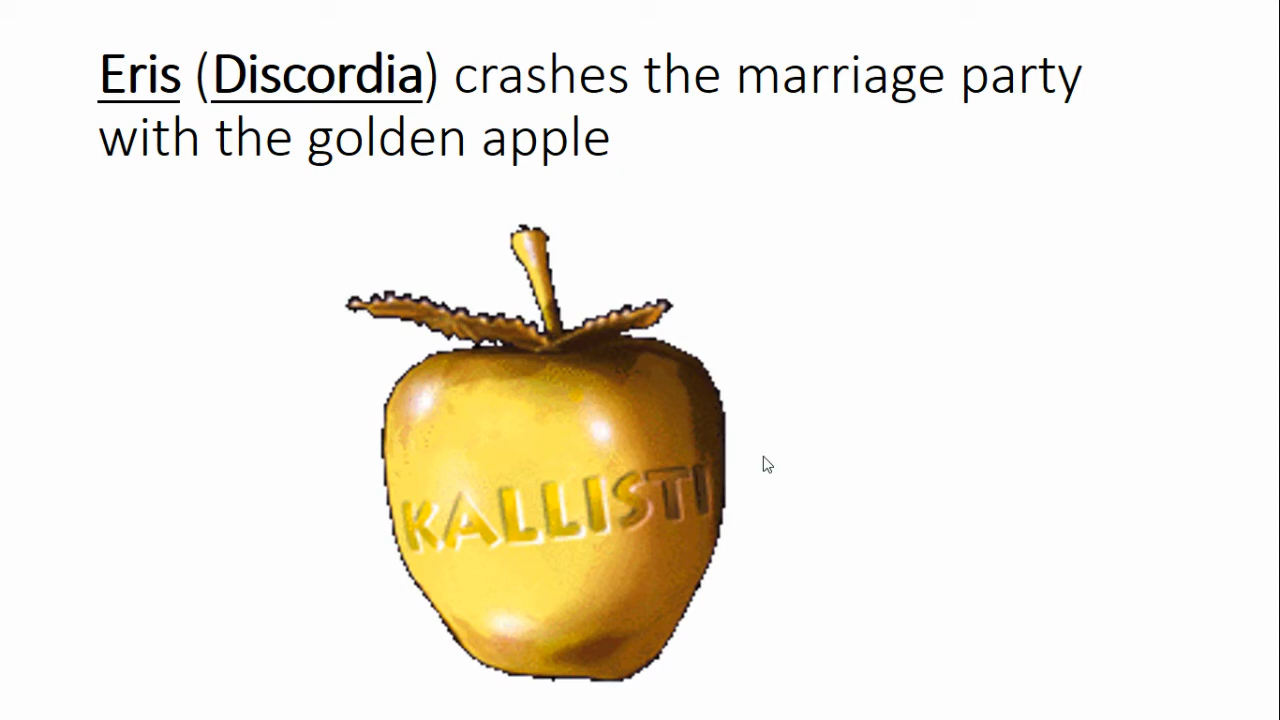 Eris (Discordia) crashes the marriage party
with the golden apple
KALLISTI